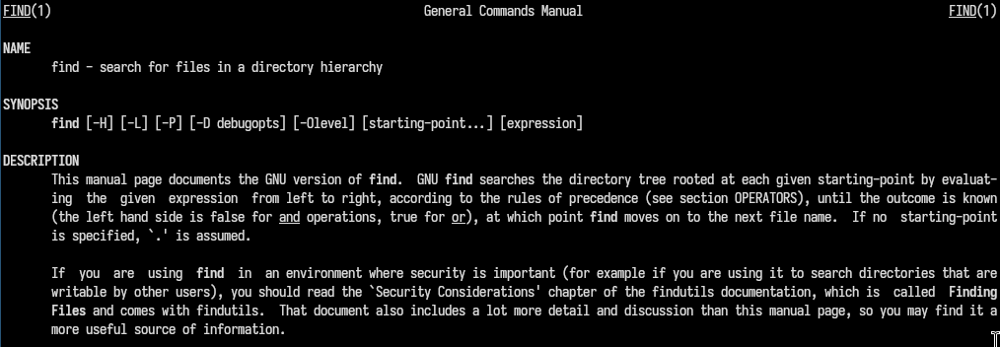 FIND(1) General Commands Manual FIND(1)
NAME
find - search for files in a directory hierarchy
SYNOPSIS
find [-H] [-L] [-P] [-D debugopts] [-Olevel] [starting-point...] [expression]
DESCRIPTION
This manual page documents the GNU version of find. GNU find searches the directory tree rooted at each given starting-point by evaluat-
ing the given expression from left to right, according to the rules of precedence (see section OPERATORS), until the outcome is known
(the left hand side is false for and operations, true for or), at which point find moves on to the next file name. If no starting-point
is specified, `.' is assumed.
If you are using find in an environment where security is important (for example if you are using it to search directories that are
writable by other users), you should read the `Security Considerations' chapter of the findutils documentation, which is called Finding
Files and comes with findutils. That document also includes a lot more detail and discussion than this manual page, so you may find it a
more useful source of information.